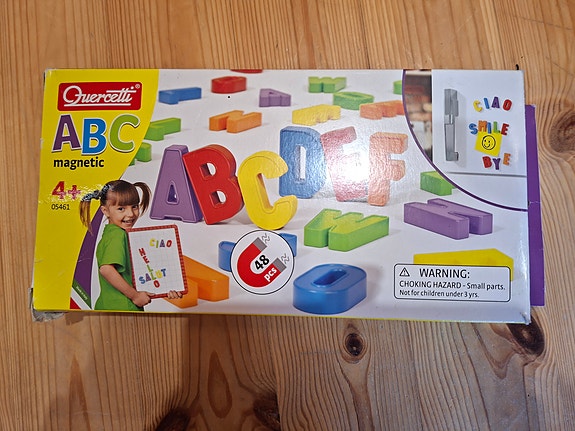 Quercetti®
ABC
magnetic
4+
05461
ABCDEF
CIAO
SMILE
BYE
CIAO
48
pcs
WARNING:
CHOKING HAZARD - Small parts.
Not for children under 3 yrs.